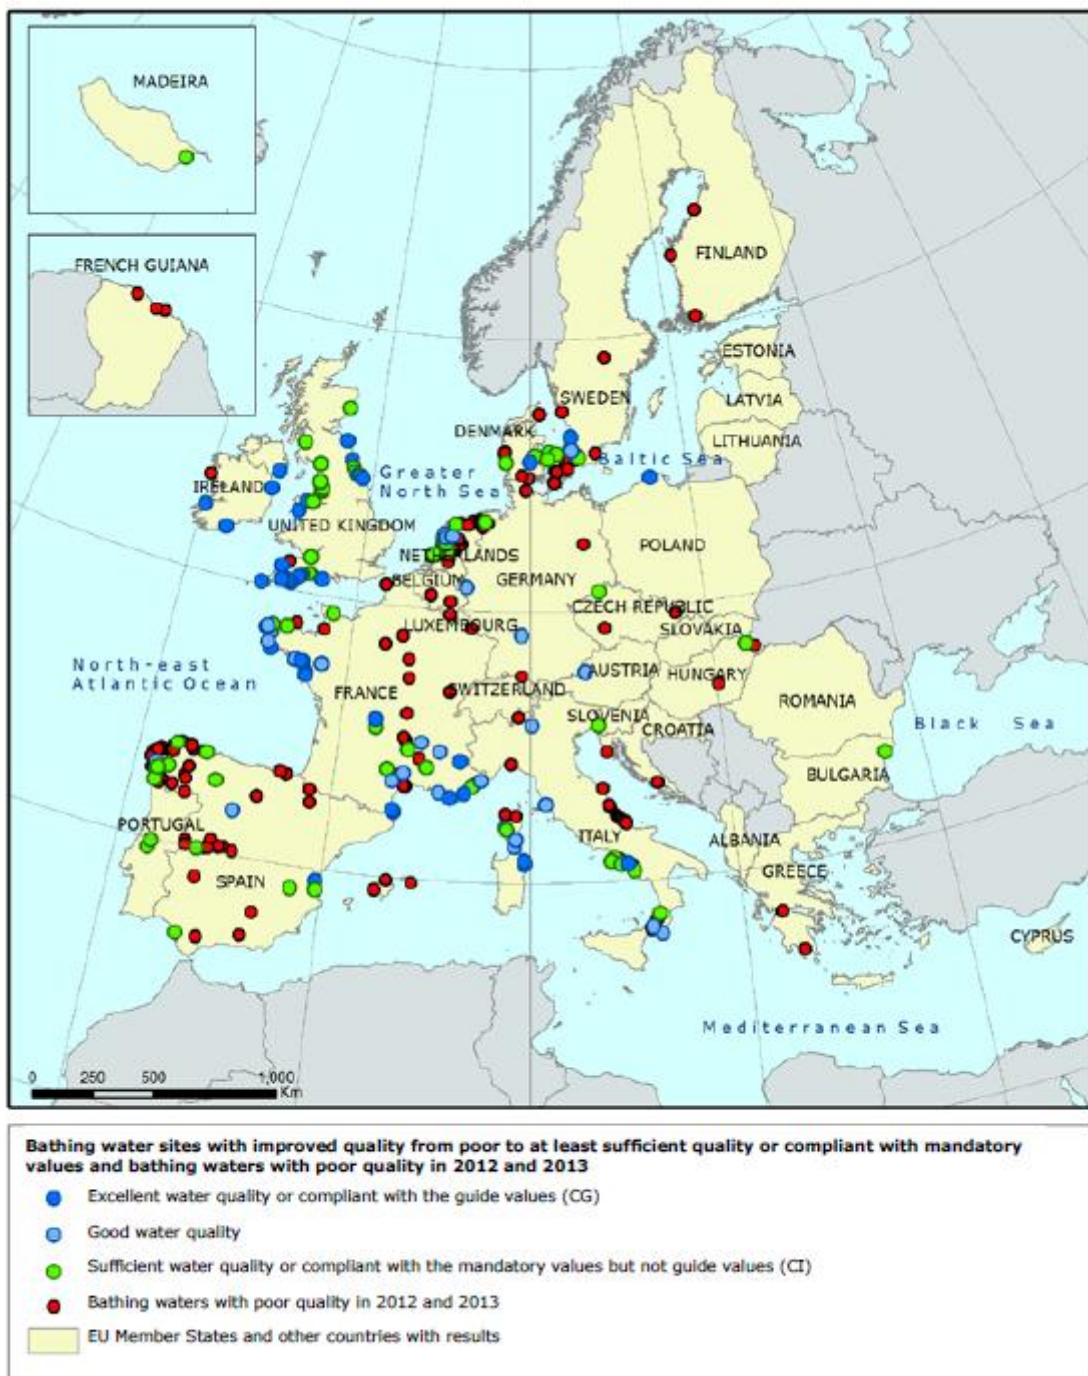 MADEIRA
FRENCH GUIANA
FINLAND
ESTONIA
SWEDEN
LATVIA
DENMARK
LITHUANIA
Baltic Sea
Greater
North Sea
IRELAND
UNITED KINGDOM
NETHERLANDS
POLAND
BELGIUM
GERMANY
CZECH REPUBLIC
LUXEMBOURG
SLOVAKIA
North-east
Atlantic Ocean
AUSTRIA
HUNGARY
FRANCE
SWITZERLAND
ROMANIA
SLOVENIA
CROATIA
Black Sea
BULGARIA
PORTUGAL
ITALY
ALBANIA
GREECE
SPAIN
CYPRUS
Mediterranean Sea
0 250 500 1,000
Km
Bathing water sites with improved quality from poor to at least sufficient quality or compliant with mandatory
values and bathing waters with poor quality in 2012 and 2013
Excellent water quality or compliant with the guide values (CG)
Good water quality
Sufficient water quality or compliant with the mandatory values but not guide values (CI)
Bathing waters with poor quality in 2012 and 2013
EU Member States and other countries with results